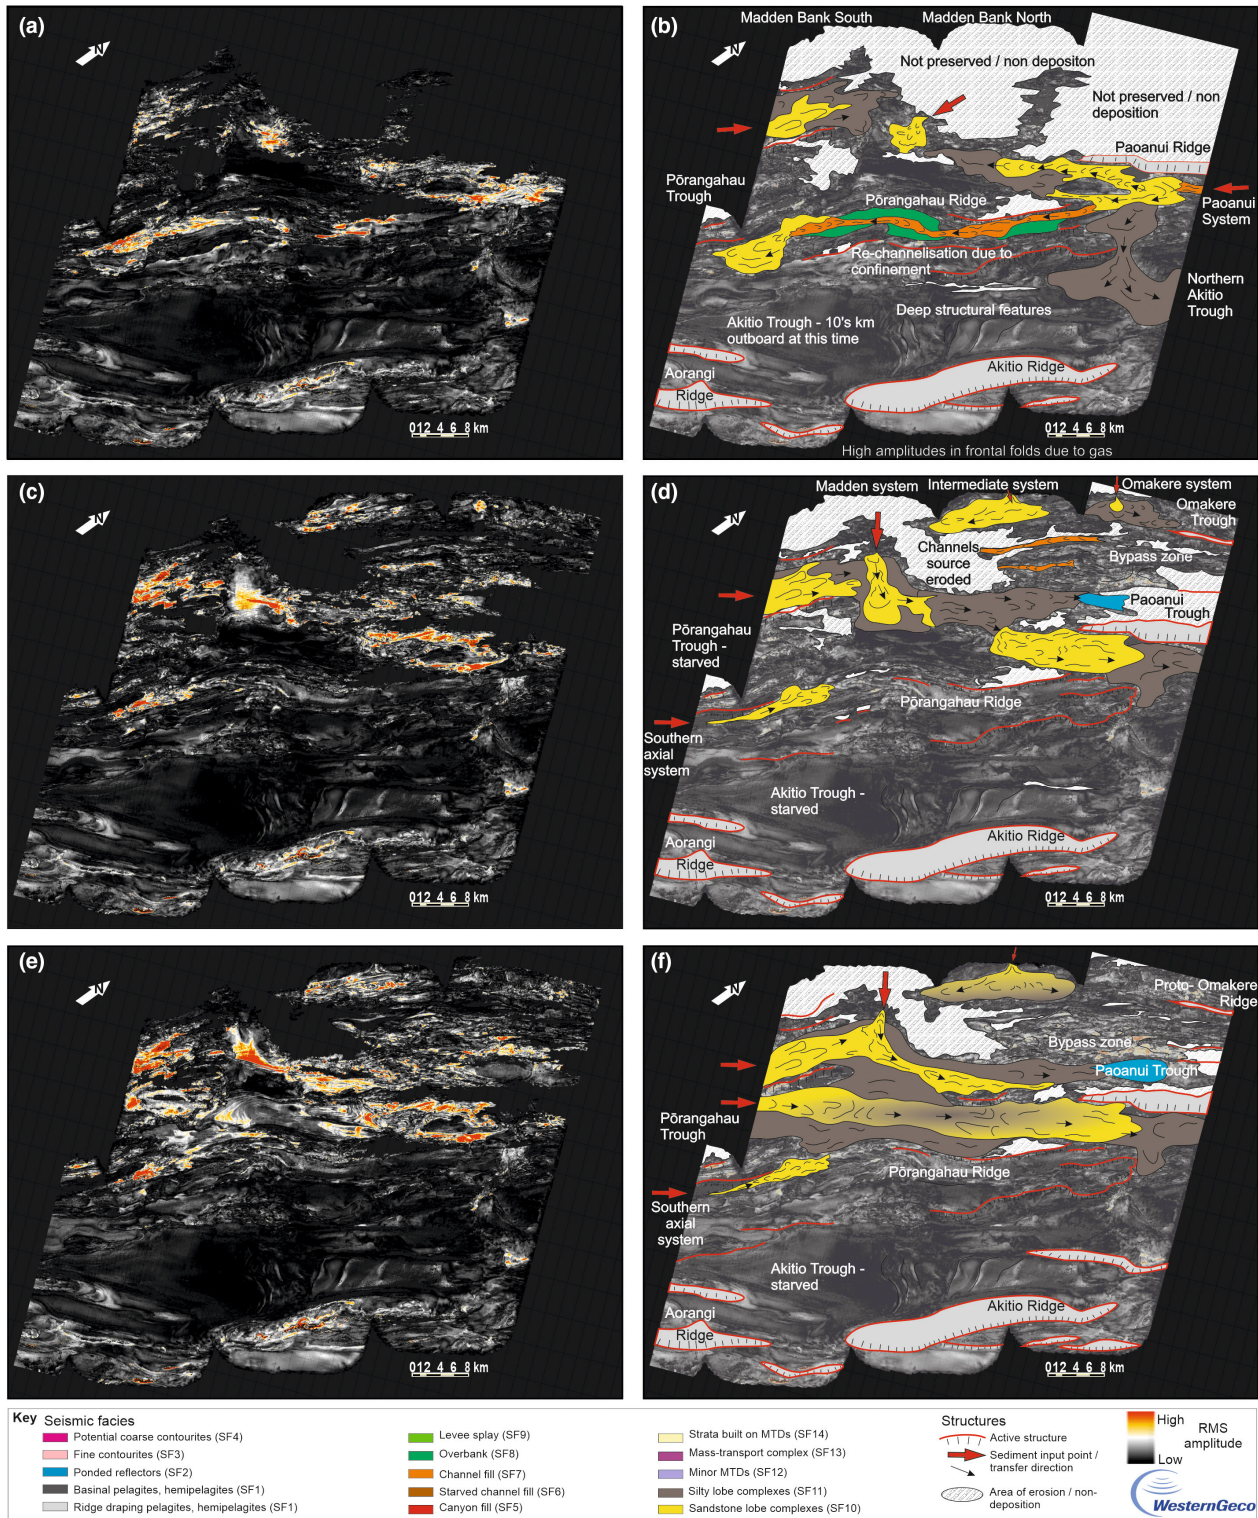 (a)
N
0 1 2 4 6 8 km
(b)
Madden Bank South
Madden Bank North
N
Not preserved / non depositon
Not preserved / non
deposition
Paoanui Ridge
Pōrangahau
Trough
Pōrangahau Ridge
Paoanui
System
Re-channelisation due to
confinement
Northern
Akitio
Trough
Deep structural features
Akitio Trough - 10's km
outboard at this time
Aorangi
Ridge
Akitio Ridge
0 1 2 4 6 8 km
High amplitudes in frontal folds due to gas
(c)
N
0 1 2 4 6 8 km
(d)
Madden system
Intermediate system
Omakere system
N
Omakere
Trough
Channels
source
eroded
Bypass zone
Paoanui
Trough
Pōrangahau
Trough -
starved
Pōrangahau Ridge
Southern
axial
system
Akitio Trough -
starved
Aorangi
Ridge
Akitio Ridge
0 1 2 4 6 8 km
(e)
N
0 1 2 4 6 8 km
(f)
N
Proto- Omakere
Ridge
Bypass zone
Paoanui Trough
Pōrangahau
Trough
Pōrangahau Ridge
Southern
axial
system
Akitio Trough -
starved
Aorangi
Ridge
Akitio Ridge
0 1 2 4 6 8 km
Key
Seismic facies
Potential coarse contourites (SF4)
Fine contourites (SF3)
Ponded reflectors (SF2)
Basinal pelagites, hemipelagites (SF1)
Ridge draping pelagites, hemipelagites (SF1)
Levee splay (SF9)
Overbank (SF8)
Channel fill (SF7)
Starved channel fill (SF6)
Canyon fill (SF5)
Strata built on MTDs (SF14)
Mass-transport complex (SF13)
Minor MTDs (SF12)
Silty lobe complexes (SF11)
Sandstone lobe complexes (SF10)
Structures
Active structure
Sediment input point /
transfer direction
Area of erosion / non-
deposition
High
RMS
amplitude
Low
WesternGeco